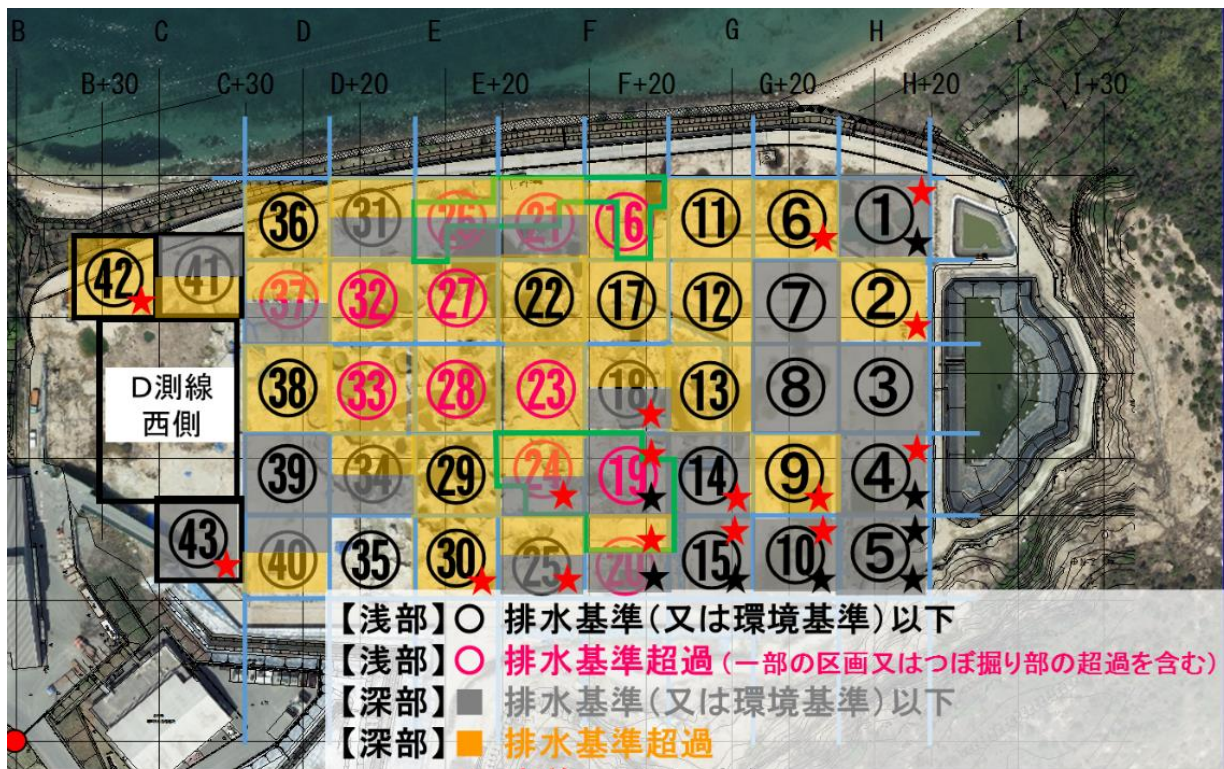 B C D E F G H I
B+30 C+30 D+20 E+20 F+20 G+20 H+20 I+30
㊱ ㉛ ㉖ ㉑ ⑯ ⑪ ⑥ ①
㊷ ㊶ ㊲ ㉜ ㉗ ㉒ ⑰ ⑫ ⑦ ②
D測線
西側
㊳ ㉝ ㉘ ㉓ ⑱ ⑬ ⑧ ③
㊴ ㉞ ㉙ ㉔ ⑲ ⑭ ⑨ ④
㊸ ㊵ ㉟ ㉚ ㉕ ⑳ ⑮ ⑩ ⑤
【浅部】○ 排水基準(又は環境基準)以下
【浅部】○ 排水基準超過(一部の区画又はつぼ掘り部の超過を含む)
【深部】■ 排水基準(又は環境基準)以下
【深部】■ 排水基準超過